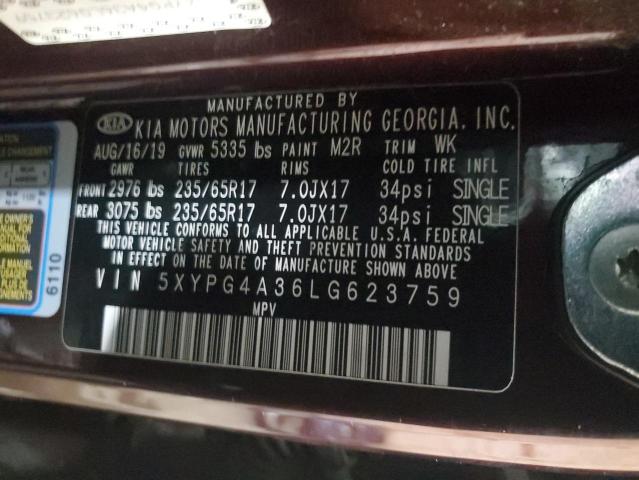 MANUFACTURED BY
KIA KIA MOTORS MANUFACTURING GEORGIA. INC.
AUG/16/19 GVWR 5335 lbs PAINT M2R TRIM WK
GAWR TIRES RIMS COLD TIRE INFL
FRONT 2976 lbs 235/65R17 7.0JX17 34psi SINGLE
REAR 3075 lbs 235/65R17 7.0JX17 34psi SINGLE
THIS VEHICLE CONFORMS TO ALL APPLICABLE U.S.A. FEDERAL
MOTOR VEHICLE SAFETY AND THEFT PREVENTION STANDARDS
IN EFFECT ON THE DATE OF MANUFACTURE SHOWN ABOVE
VIN 5XYPG4A36LG623759
MPV
OWNER'S
FOR
6110